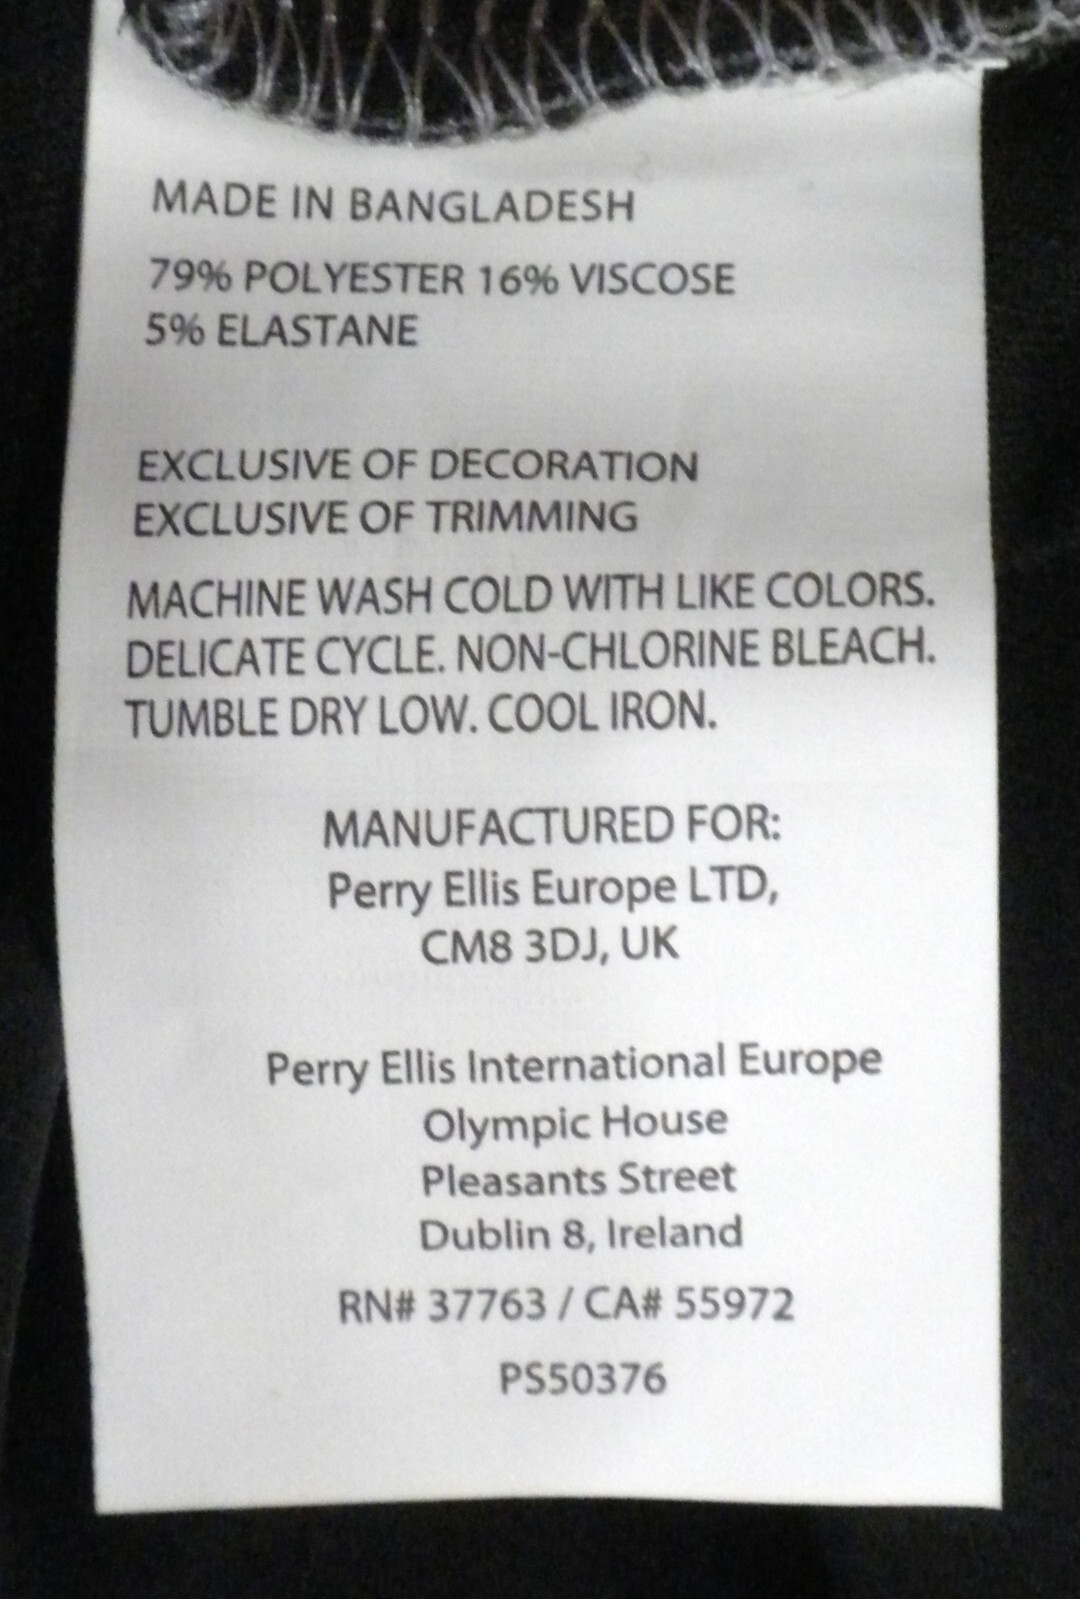 MADE IN BANGLADESH
79% POLYESTER 16% VISCOSE
5% ELASTANE
EXCLUSIVE OF DECORATION
EXCLUSIVE OF TRIMMING
MACHINE WASH COLD WITH LIKE COLORS.
DELICATE CYCLE. NON-CHLORINE BLEACH.
TUMBLE DRY LOW. COOL IRON.
MANUFACTURED FOR:
Perry Ellis Europe LTD,
CM8 3DJ, UK
Perry Ellis International Europe
Olympic House
Pleasants Street
Dublin 8, Ireland
RN# 37763 / CA# 55972
PS50376